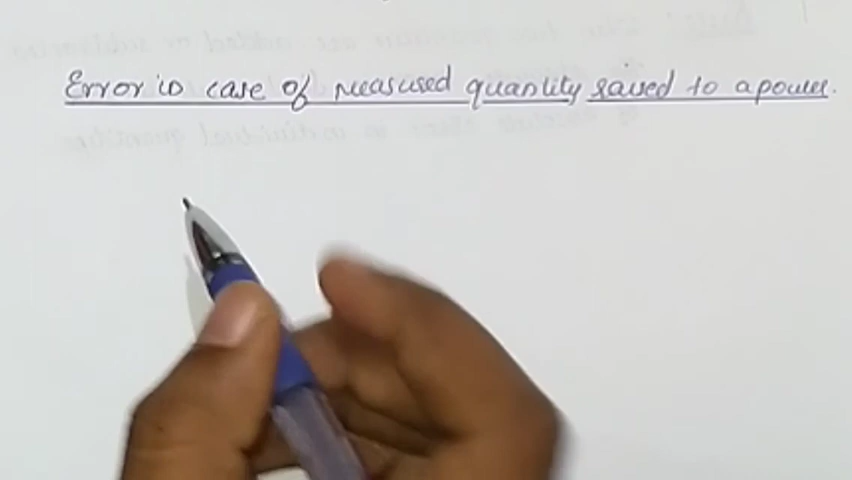 Error in case of measured quantity raised to a power.